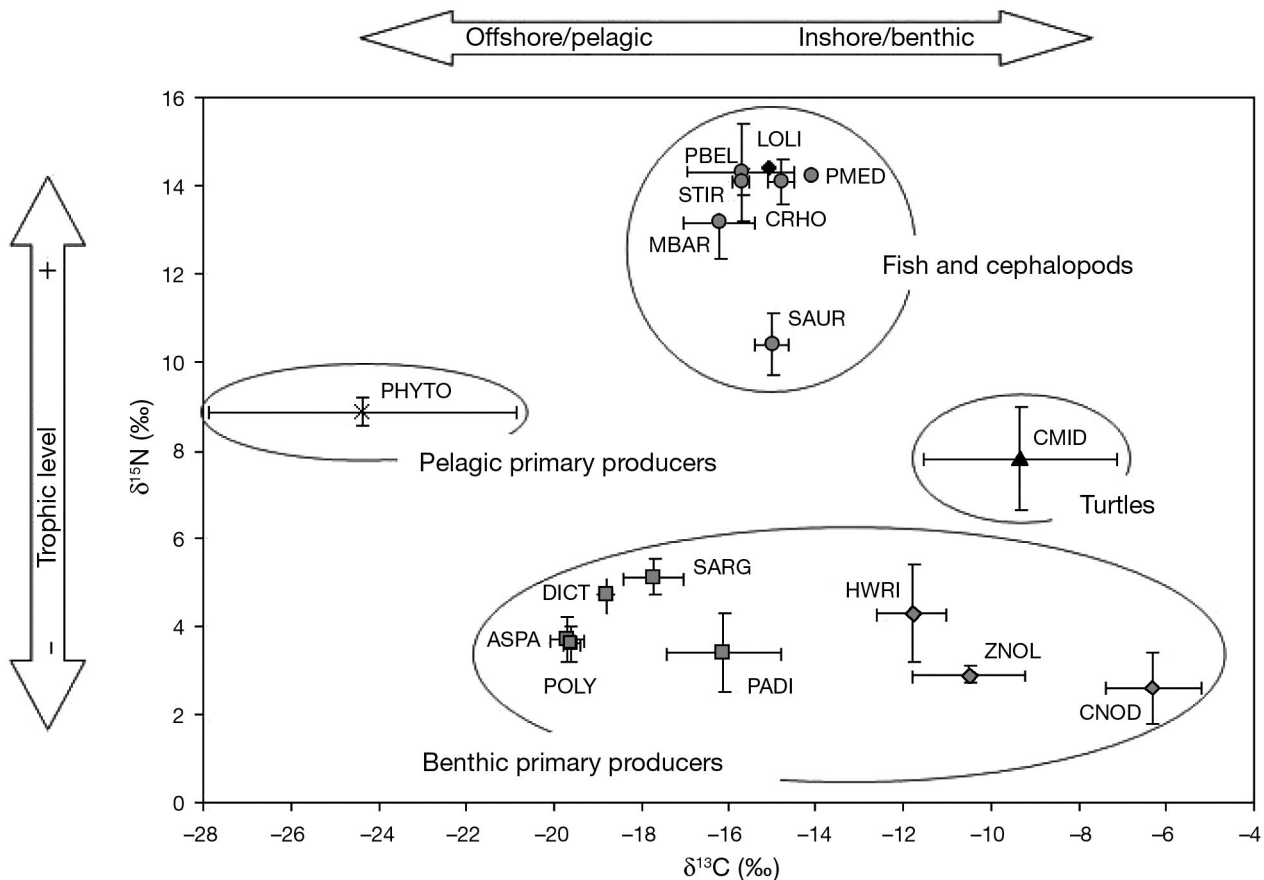 Offshore/pelagic Inshore/benthic
16
14
12
10
8
6
4
2
0
δ15N (‰)
+
Trophic level
–
LOLI
PBEL
PMED
STIR
CRHO
MBAR
Fish and cephalopods
SAUR
PHYTO
CMID
Pelagic primary producers
Turtles
SARG
DICT
HWRI
ASPA
ZNOL
POLY
PADI
CNOD
Benthic primary producers
–28 –26 –24 –22 –20 –18 –16 –14 –12 –10 –8 –6 –4
δ13C (‰)